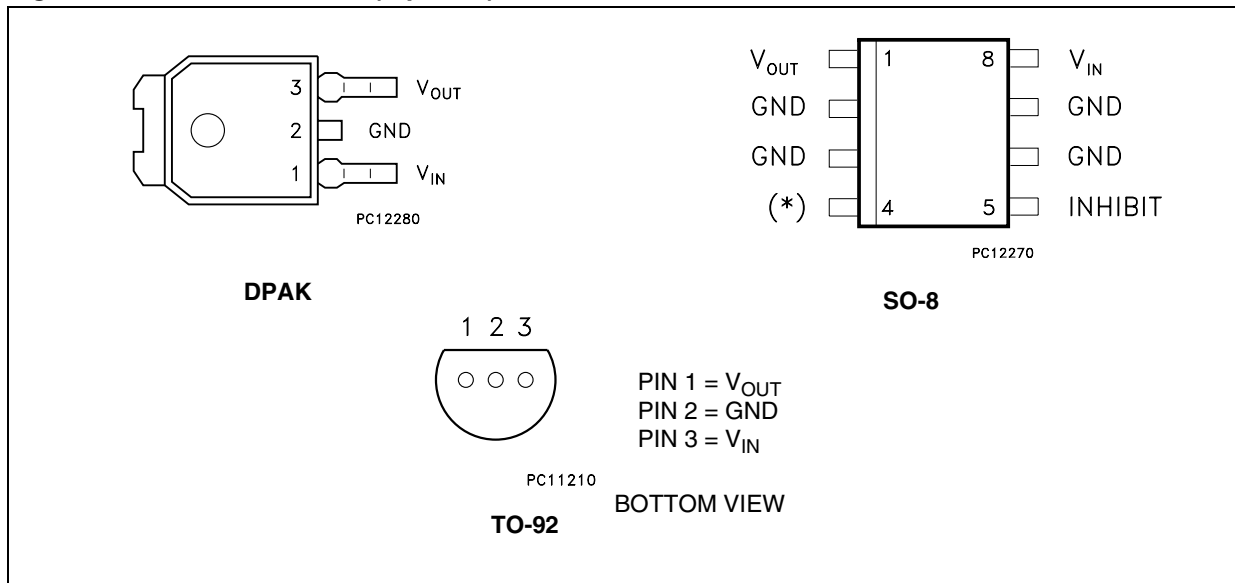 3 V_OUT
2 GND
1 V_IN
PC12280
DPAK
V_OUT 1 8 V_IN
GND GND
GND GND
(*) 4 5 INHIBIT
PC12270
SO-8
1 2 3
PIN 1 = V_OUT
PIN 2 = GND
PIN 3 = V_IN
PC11210
BOTTOM VIEW
TO-92